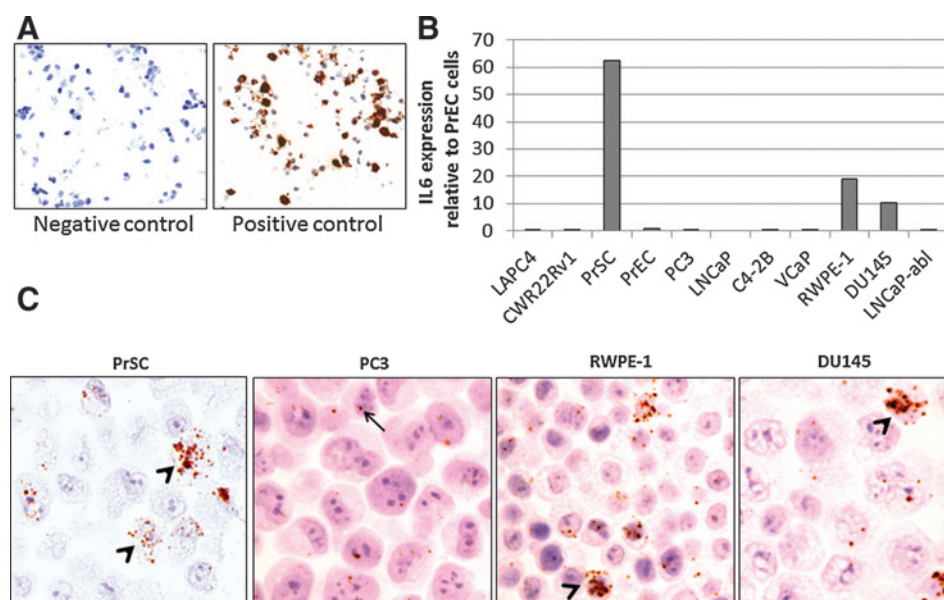 A
Negative control
Positive control
B
IL6 expression
relative to PrEC cells
70
60
50
40
30
20
10
0
LAPC4
CWR22Rv1
PrSC
PrEC
PC3
LNCaP
C4-2B
VCaP
RWPE-1
DU145
LNCaP-abl
C
PrSC
PC3
RWPE-1
DU145